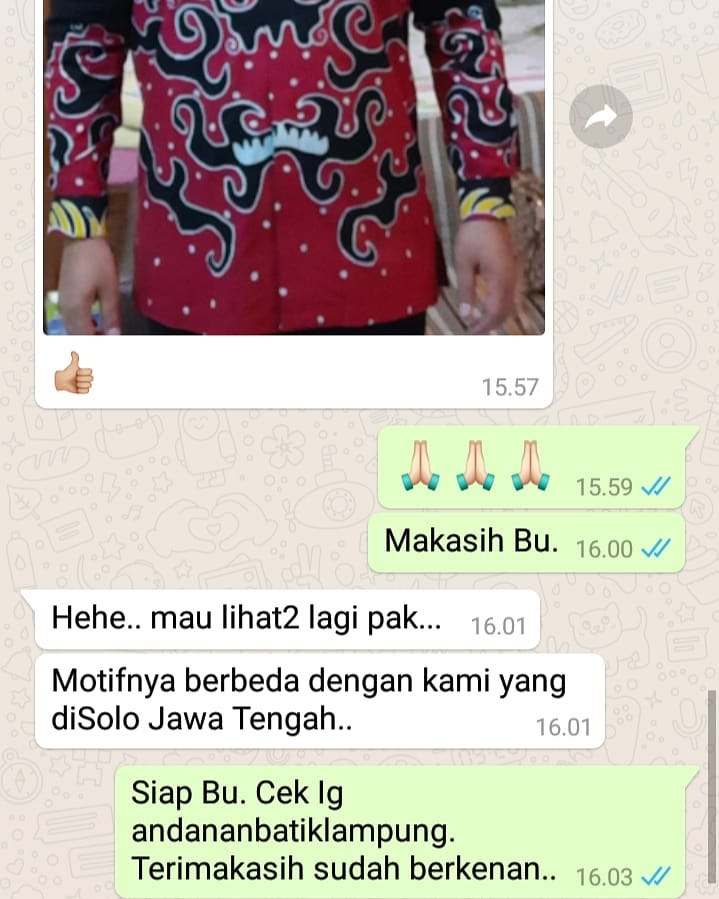 15.57
🙏🏻 🙏🏻 🙏🏻 15.59
Makasih Bu. 16.00
Hehe.. mau lihat2 lagi pak... 16.01
Motifnya berbeda dengan kami yang
diSolo Jawa Tengah.. 16.01
Siap Bu. Cek Ig
andananbatiklampung.
Terimakasih sudah berkenan.. 16.03